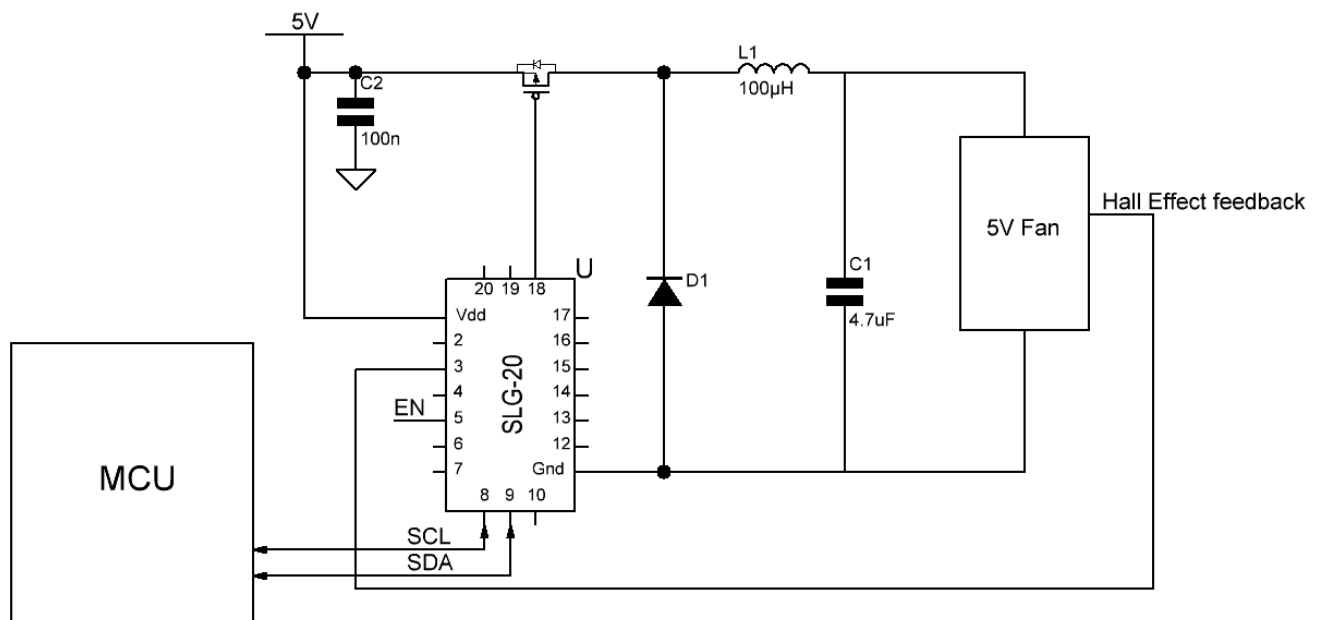 5V
C2
100n
L1
100µH
Hall Effect feedback
5V Fan
D1
C1
4.7uF
U
20 19 18
Vdd 17
2 16
3 15
4 14
EN 5 13
6 12
7 Gnd
SLG-20
8 9 10
MCU
SCL
SDA